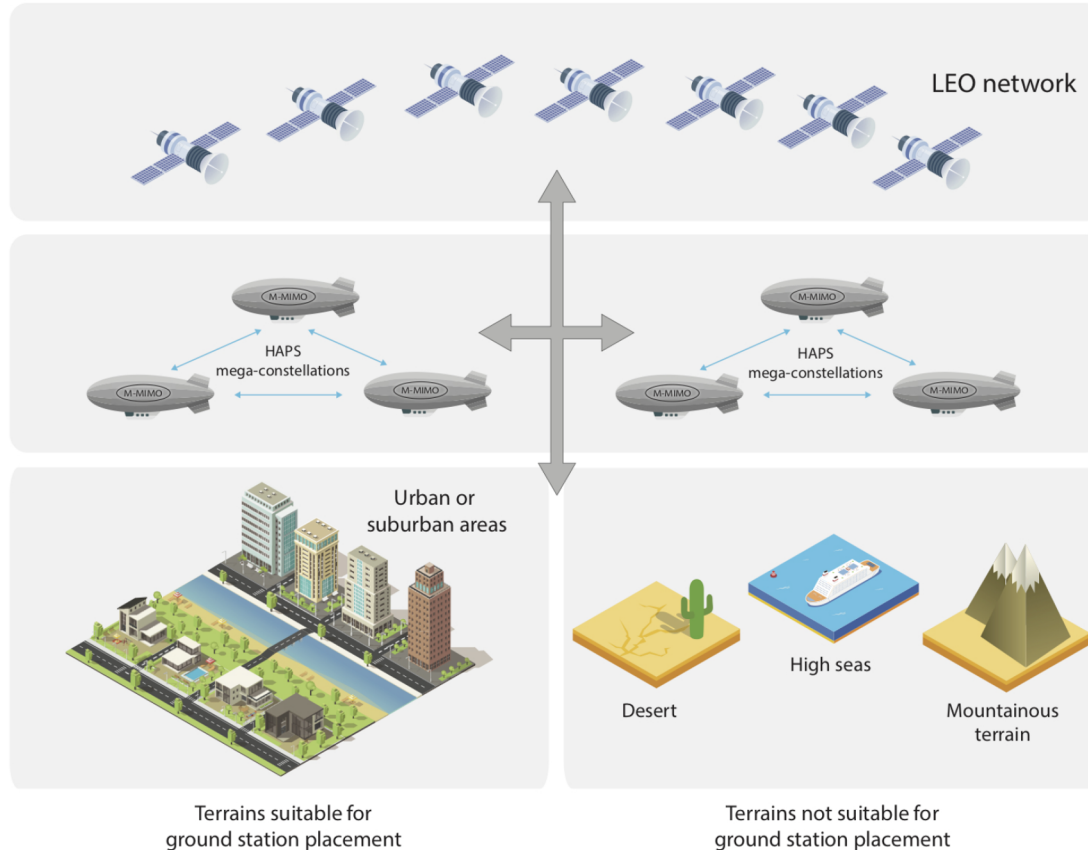 LEO network
M-MIMO
HAPS
mega-constellations
M-MIMO
M-MIMO
M-MIMO
HAPS
mega-constellations
M-MIMO
M-MIMO
Urban or
suburban areas
Desert
High seas
Mountainous
terrain
Terrains suitable for
ground station placement
Terrains not suitable for
ground station placement